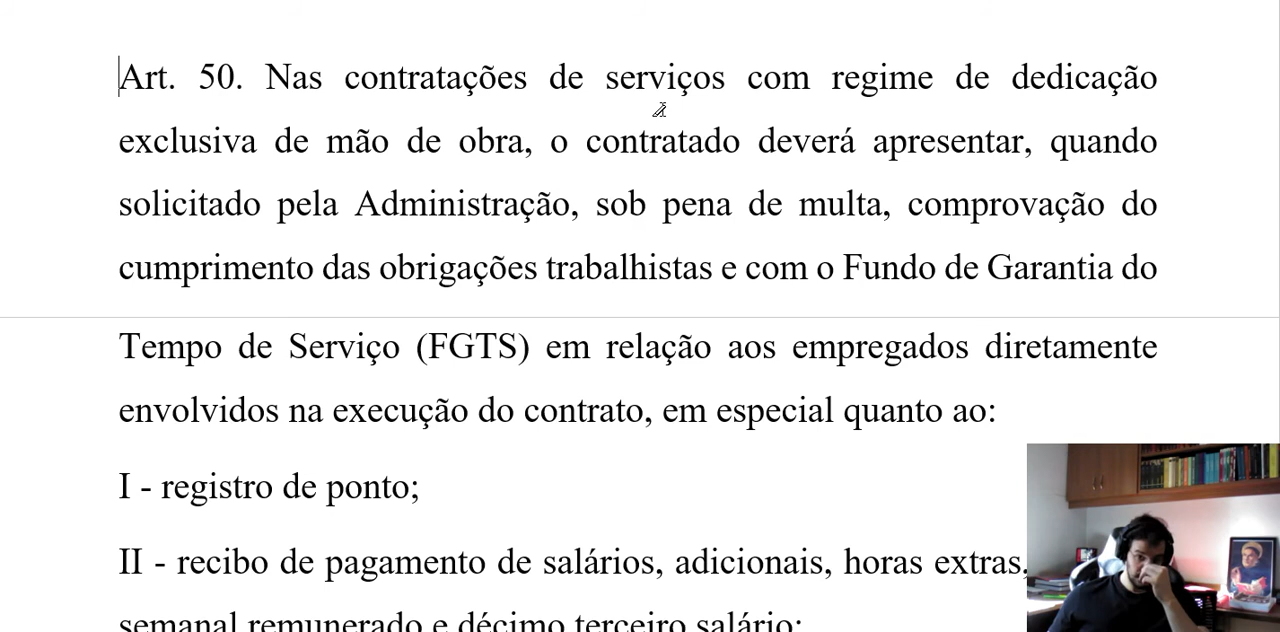 Art. 50. Nas contratações de serviços com regime de dedicação
exclusiva de mão de obra, o contratado deverá apresentar, quando
solicitado pela Administração, sob pena de multa, comprovação do
cumprimento das obrigações trabalhistas e com o Fundo de Garantia do
Tempo de Serviço (FGTS) em relação aos empregados diretamente
envolvidos na execução do contrato, em especial quanto ao:
I - registro de ponto;
II - recibo de pagamento de salários, adicionais, horas extras,
semanal remunerado e décimo terceiro salário;